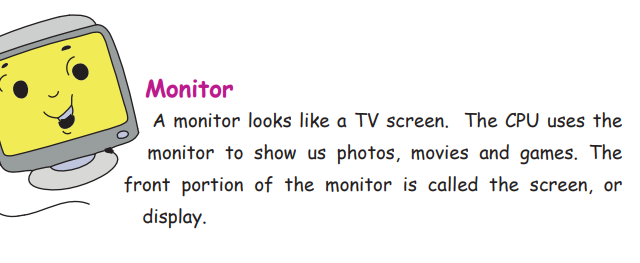 Monitor
A monitor looks like a TV screen. The CPU uses the
monitor to show us photos, movies and games. The
front portion of the monitor is called the screen, or
display.